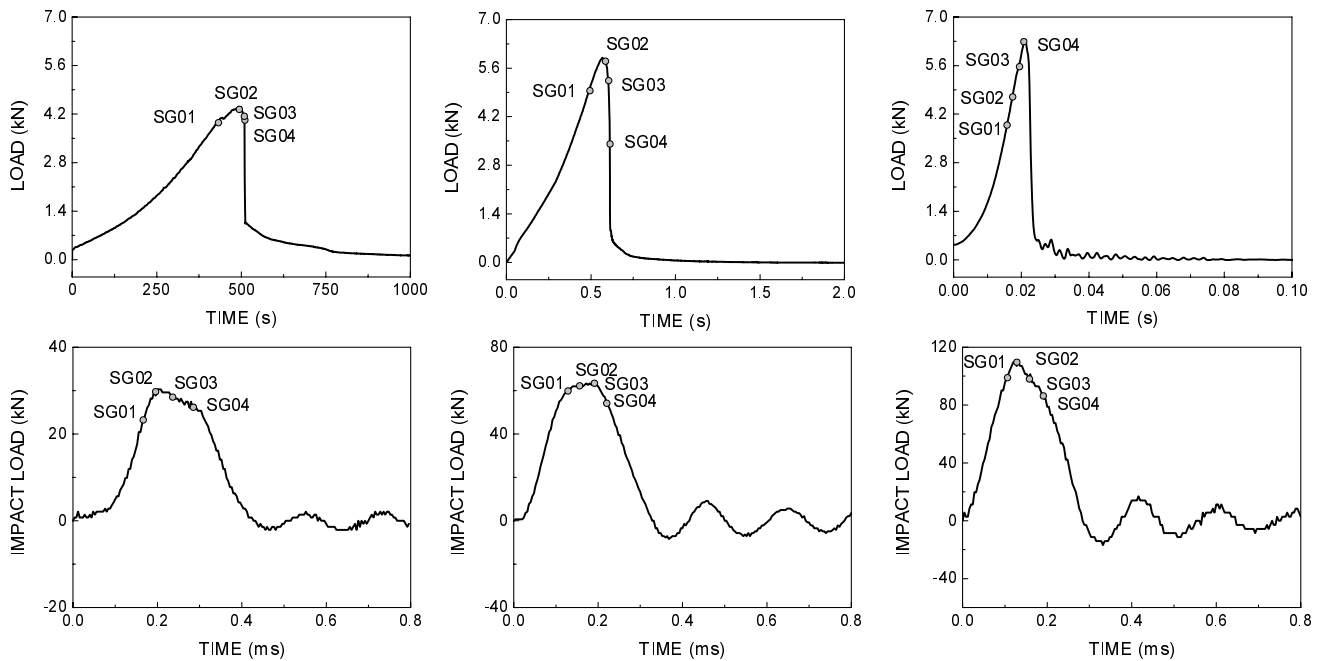 7.0
5.6
4.2
2.8
1.4
0.0
LOAD (kN)
SG01
SG02
SG03
SG04
0
250
500
750
1000
TIME (s)
7.0
5.6
4.2
2.8
1.4
0.0
LOAD (kN)
SG01
SG02
SG03
SG04
0.0
0.5
1.0
1.5
2.0
TIME (s)
7.0
5.6
4.2
2.8
1.4
0.0
LOAD (kN)
SG04
SG03
SG02
SG01
0.00
0.02
0.04
0.06
0.08
0.10
TIME (s)
40
20
0
-20
IMPACT LOAD (kN)
SG01
SG02
SG03
SG04
0.0
0.2
0.4
0.6
0.8
TIME (ms)
80
40
0
-40
IMPACT LOAD (kN)
SG01
SG02
SG03
SG04
0.0
0.2
0.4
0.6
0.8
TIME (ms)
120
80
40
0
-40
IMPACT LOAD (kN)
SG01
SG02
SG03
SG04
0.0
0.2
0.4
0.6
0.8
TIME (ms)